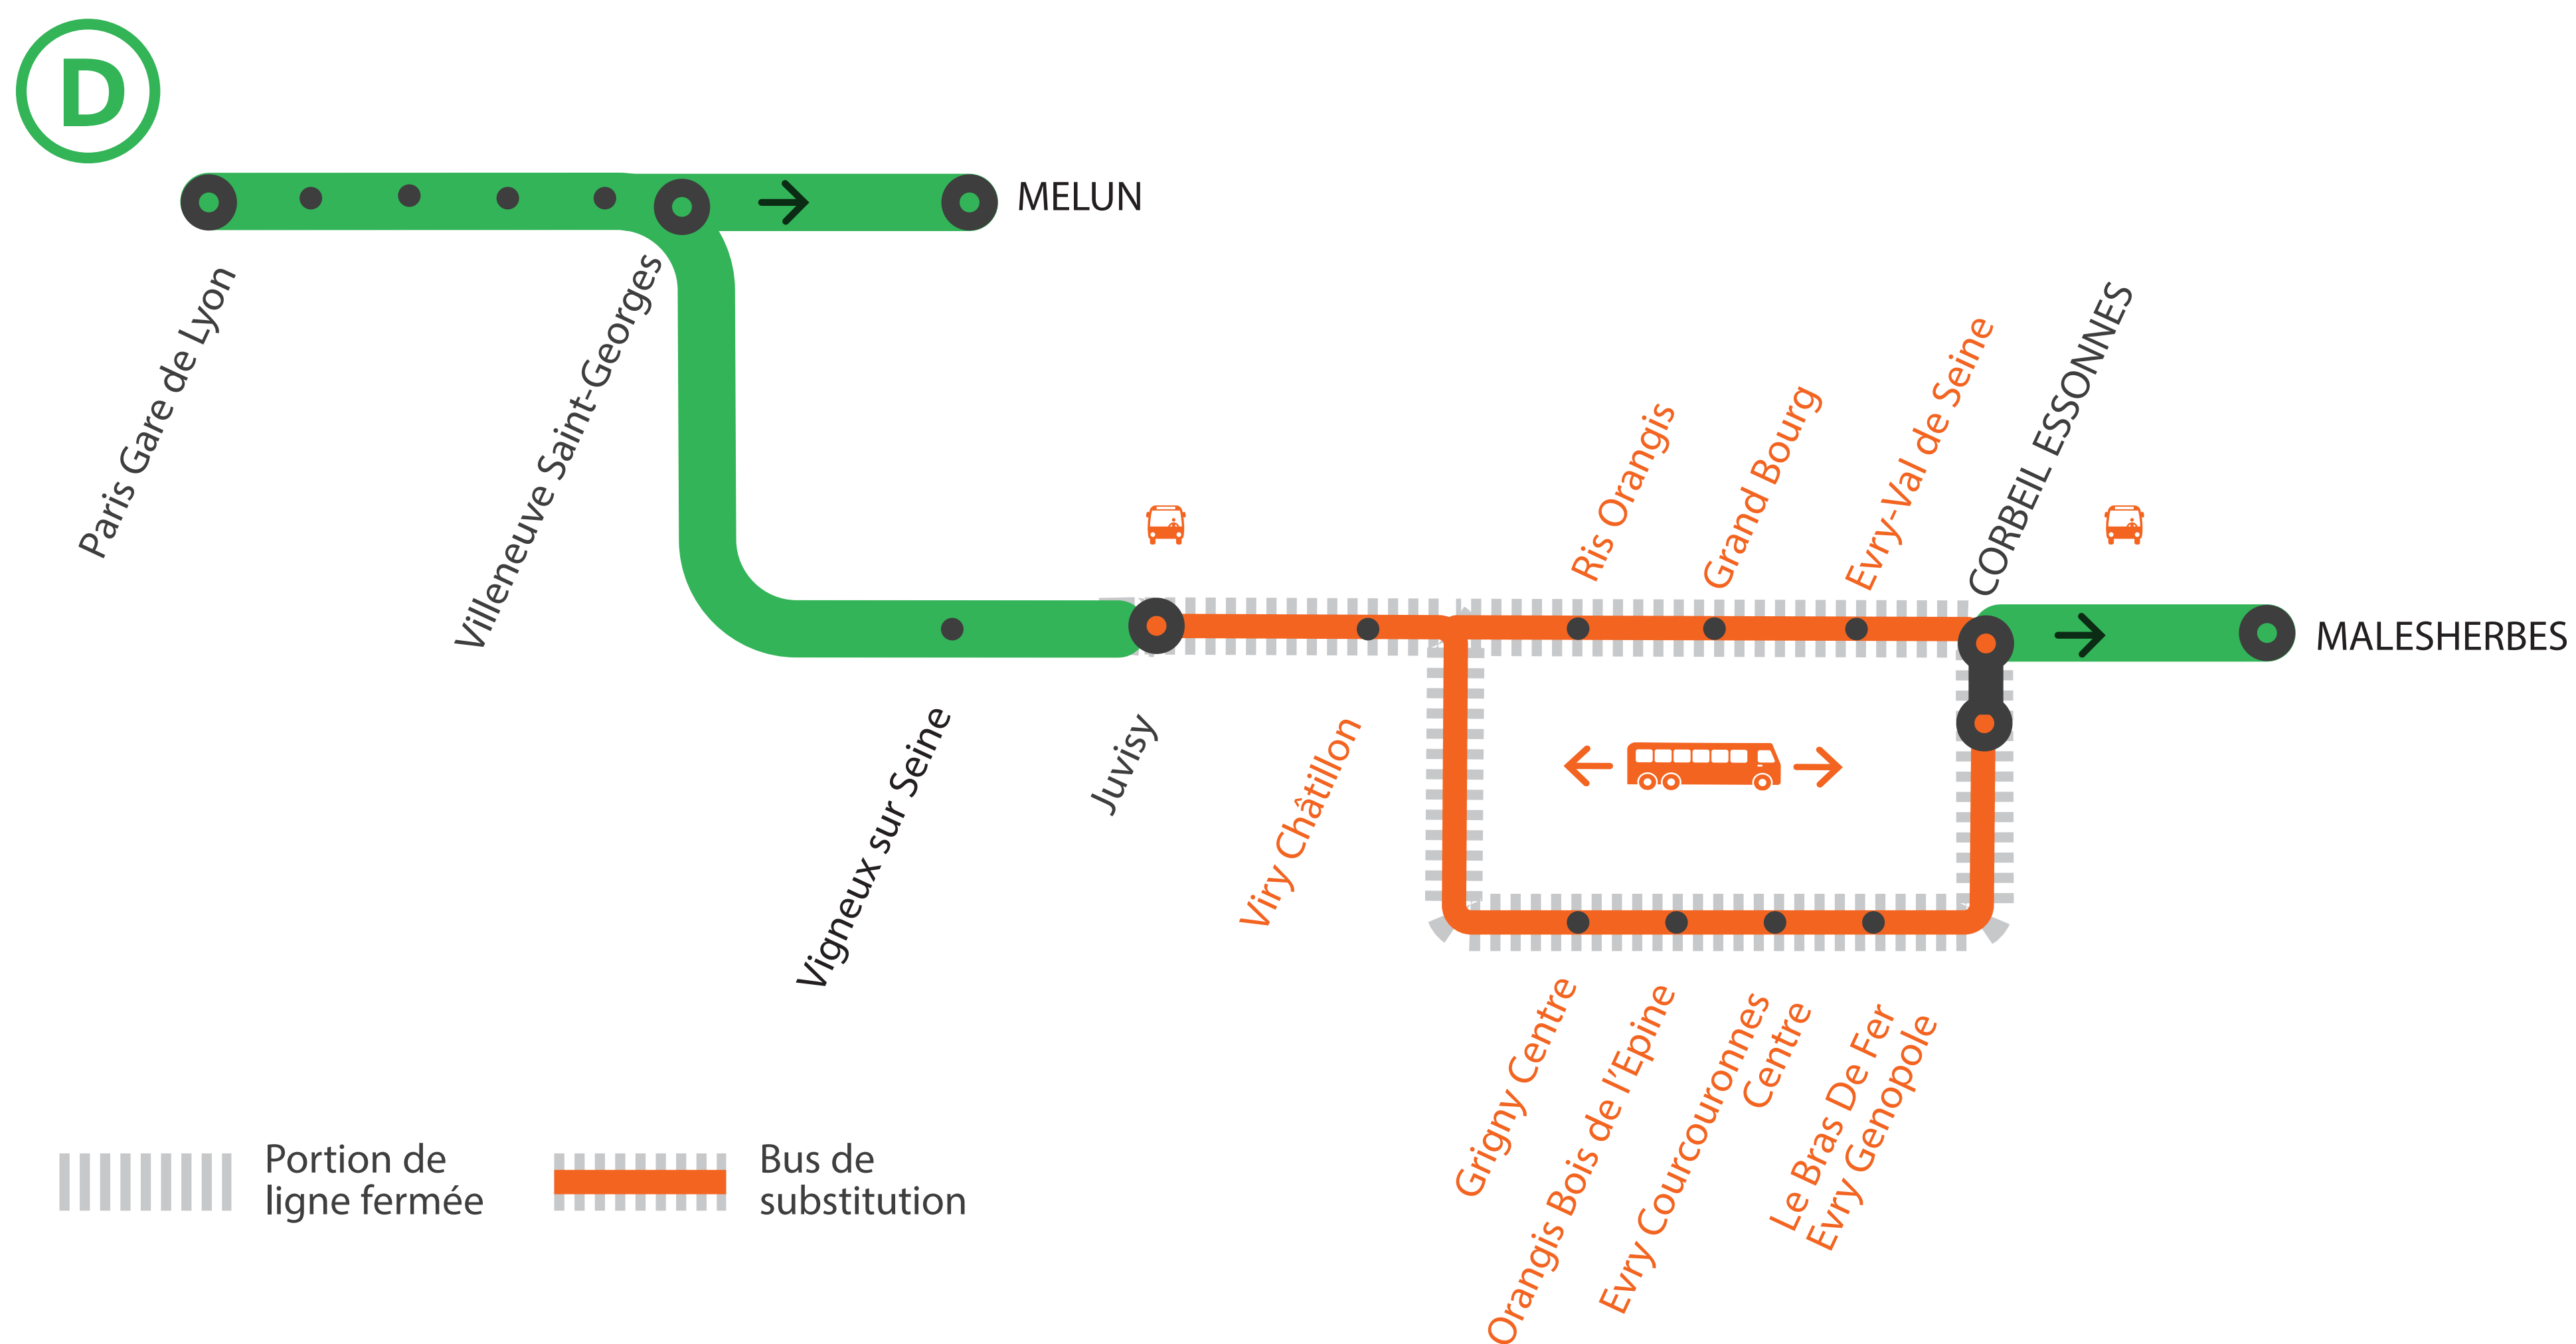 D
MELUN
Paris Gare de Lyon
Villeneuve Saint-Georges
Vigneux sur Seine
Juvisy
Viry Châtillon
Ris Orangis
Grand Bourg
Evry-Val de Seine
CORBEIL ESSONNES
MALESHERBES
Grigny Centre
Orangis Bois de l'Epine
Evry Courcouronnes
Centre
Le Bras De Fer
Evry Genopole
Portion de
ligne fermée
Bus de
substitution